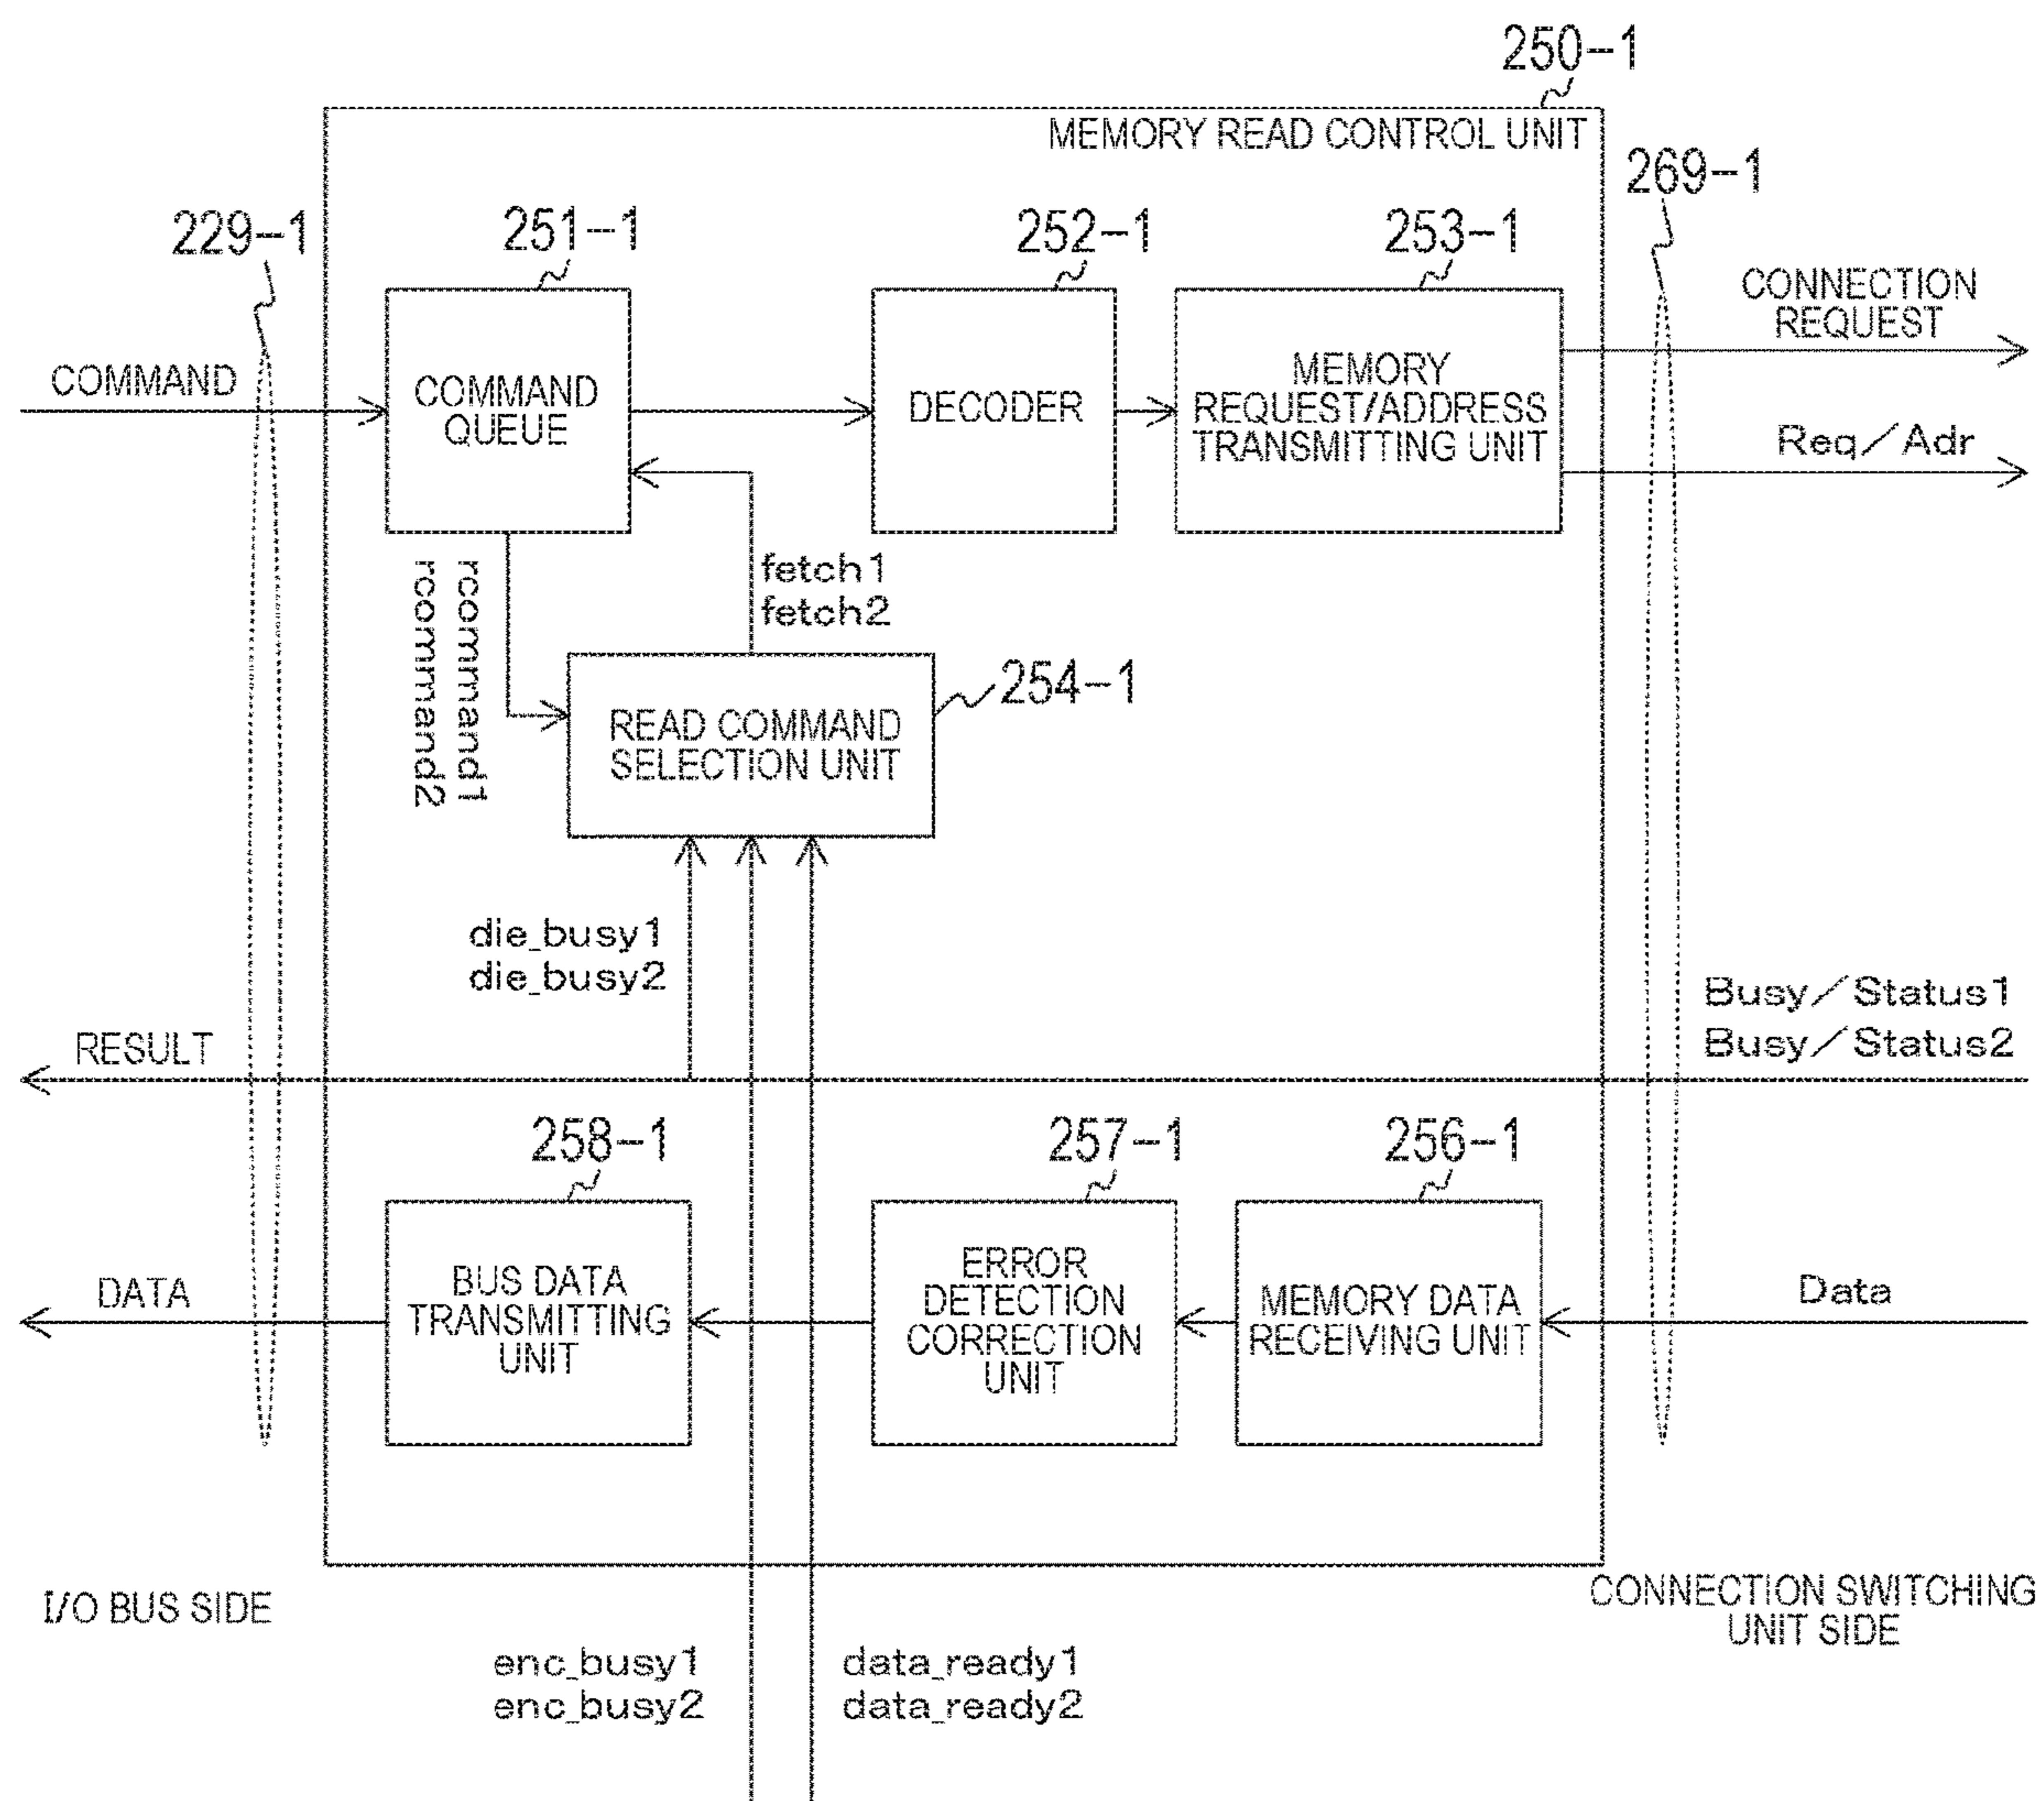 250-1
MEMORY READ CONTROL UNIT
269-1
229-1
251-1
252-1
253-1
COMMAND
COMMAND
QUEUE
DECODER
MEMORY
REQUEST/ADDRESS
TRANSMITTING UNIT
CONNECTION
REQUEST
Req/Adr
rcommand1
rcommand2
fetch1
fetch2
254-1
READ COMMAND
SELECTION UNIT
die_busy1
die_busy2
Busy/Status1
Busy/Status2
RESULT
258-1
257-1
256-1
DATA
BUS DATA
TRANSMITTING
UNIT
ERROR
DETECTION
CORRECTION
UNIT
MEMORY DATA
RECEIVING UNIT
Data
I/O BUS SIDE
CONNECTION SWITCHING
UNIT SIDE
enc_busy1
enc_busy2
data_ready1
data_ready2